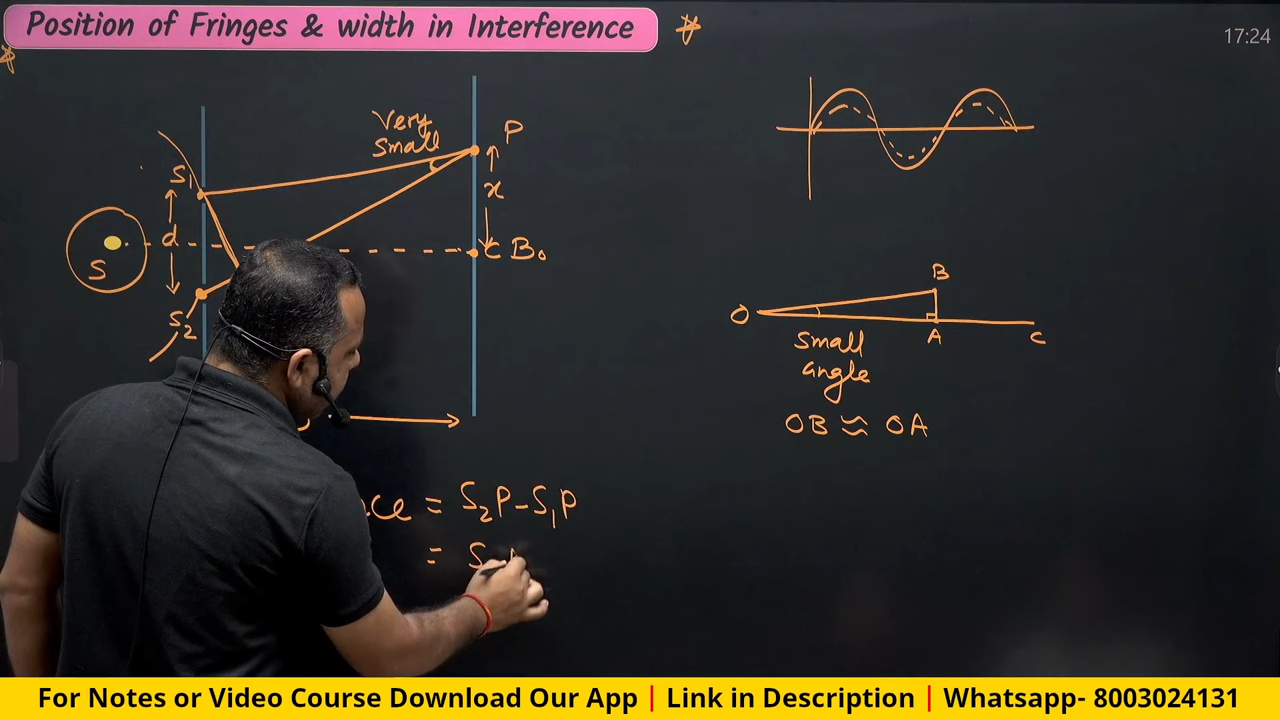 Position of Fringes & width in Interference
17:24
Very
small
P
S1
x
d
S
C B0
S2
B
O
A
C
small
angle
OB ≈ OA
= S2P - S1P
= S
For Notes or Video Course Download Our App | Link in Description | Whatsapp- 8003024131